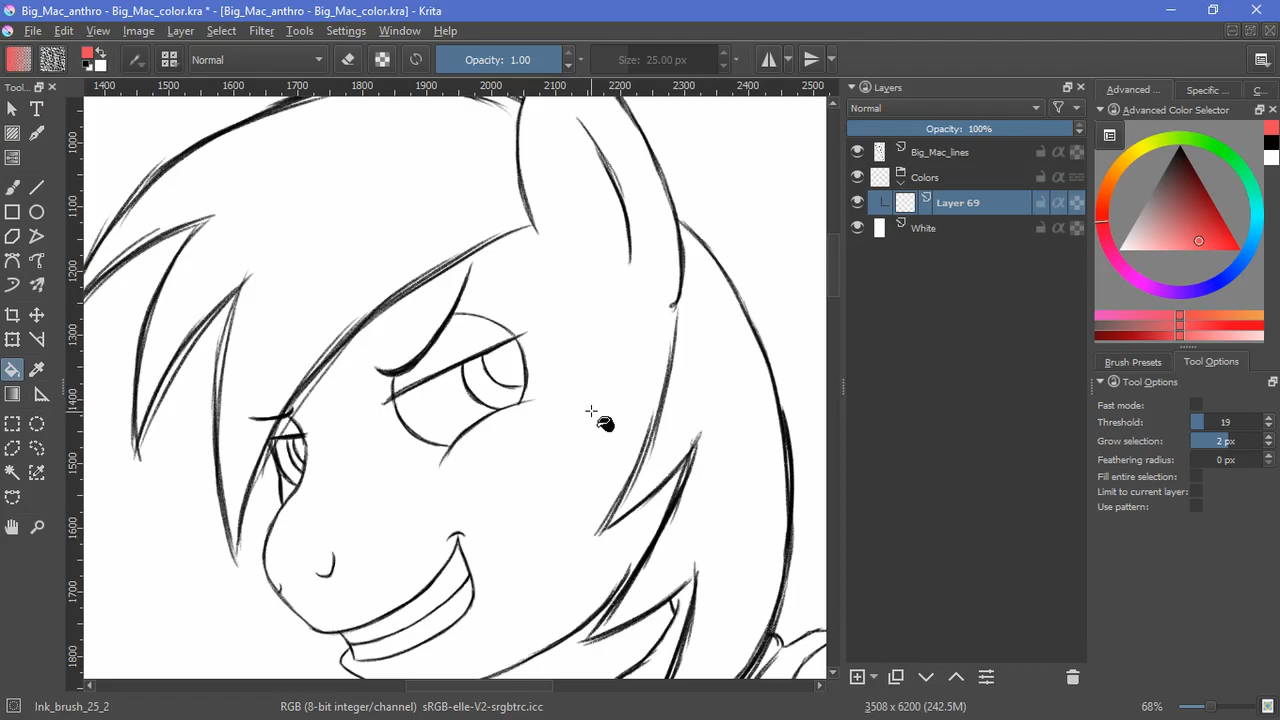 Big_Mac_anthro - Big_Mac_color.kra * - [Big_Mac_anthro - Big_Mac_color.kra] - Krita
File Edit View Image Layer Select Filter Tools Settings Window Help
Normal Opacity: 1.00 Size: 25.00 px
Tool... Layers Advanced ... Specific ... C...
1400 1500 1600 1700 1800 1900 2000 2100 2200 2300 2400 2500
1000
1100
1200
1300
1400
1500
1600
1700
1800
Normal
Opacity: 100%
Big_Mac_lines
Colors
Layer 69
White
Advanced Color Selector
Brush Presets Tool Options
Tool Options
Fast mode:
Threshold: 19
Grow selection: 2 px
Feathering radius: 0 px
Fill entire selection:
Limit to current layer:
Use pattern:
Ink_brush_25_2 RGB (8-bit integer/channel) sRGB-elle-V2-srgbtrc.icc 3508 x 6200 (242.5M) 68%